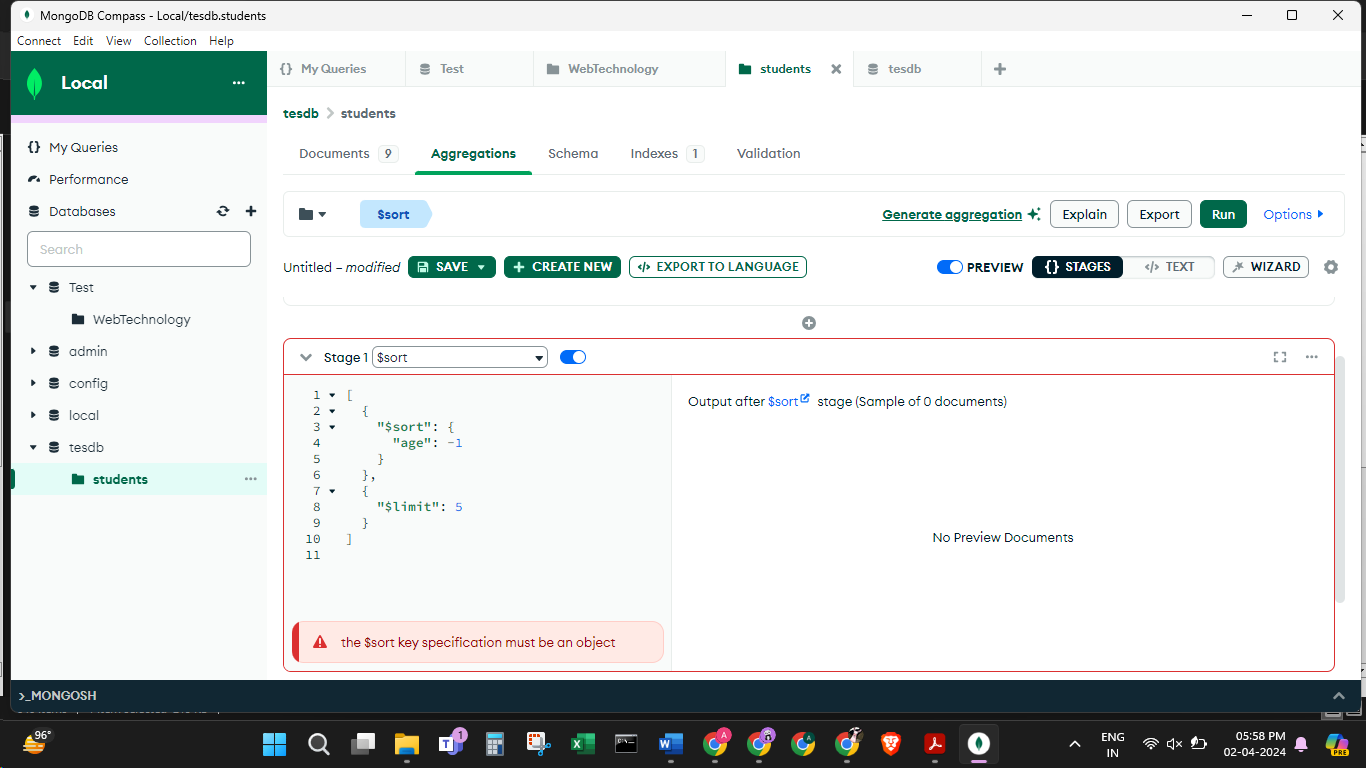 MongoDB Compass - Local/tesdb.students
Connect Edit View Collection Help
Local
My Queries
Performance
Databases
Search
Test
WebTechnology
admin
config
local
tesdb
students
{} My Queries
Test
WebTechnology
students
tesdb
tesdb > students
Documents 9
Aggregations
Schema
Indexes 1
Validation
$sort
Generate aggregation
Explain
Export
Run
Options
Untitled – modified
SAVE
+ CREATE NEW
</> EXPORT TO LANGUAGE
PREVIEW
{} STAGES
</> TEXT
WIZARD
Stage 1 $sort
1 [
2 {
3 "$sort": {
4 "age": -1
5 }
6 },
7 {
8 "$limit": 5
9 }
10 ]
11
the $sort key specification must be an object
Output after $sort stage (Sample of 0 documents)
No Preview Documents
>_MONGOSH
96°
1
ENG
IN
05:58 PM
02-04-2024
PRE